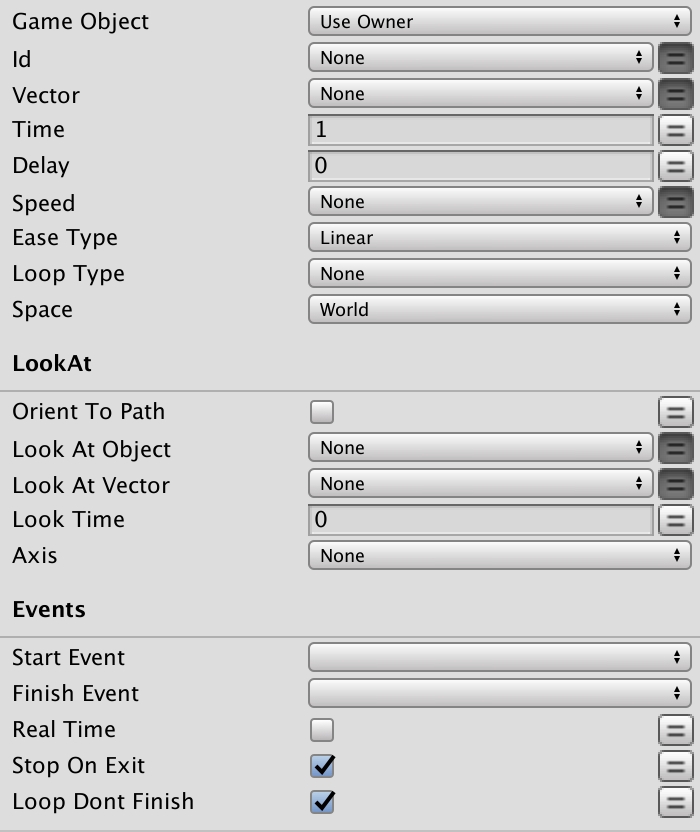 Game Object Use Owner
Id None
Vector None
Time 1
Delay 0
Speed None
Ease Type Linear
Loop Type None
Space World
LookAt
Orient To Path
Look At Object None
Look At Vector None
Look Time 0
Axis None
Events
Start Event
Finish Event
Real Time
Stop On Exit
Loop Dont Finish